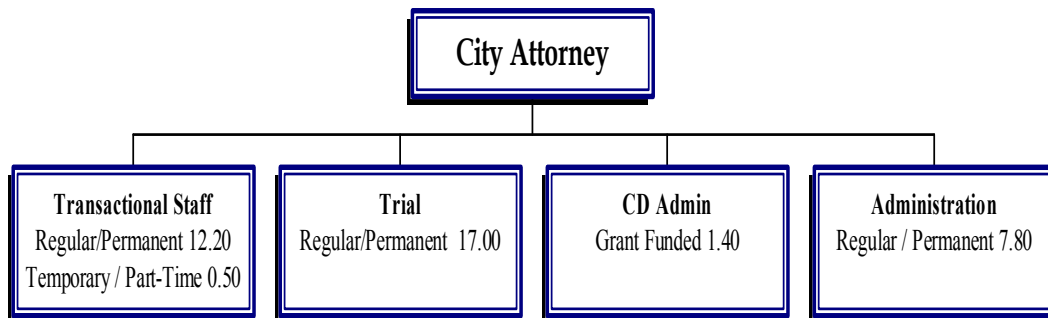 City Attorney
Transactional Staff
Regular/Permanent 12.20
Temporary / Part-Time 0.50
Trial
Regular/Permanent 17.00
CD Admin
Grant Funded 1.40
Administration
Regular / Permanent 7.80